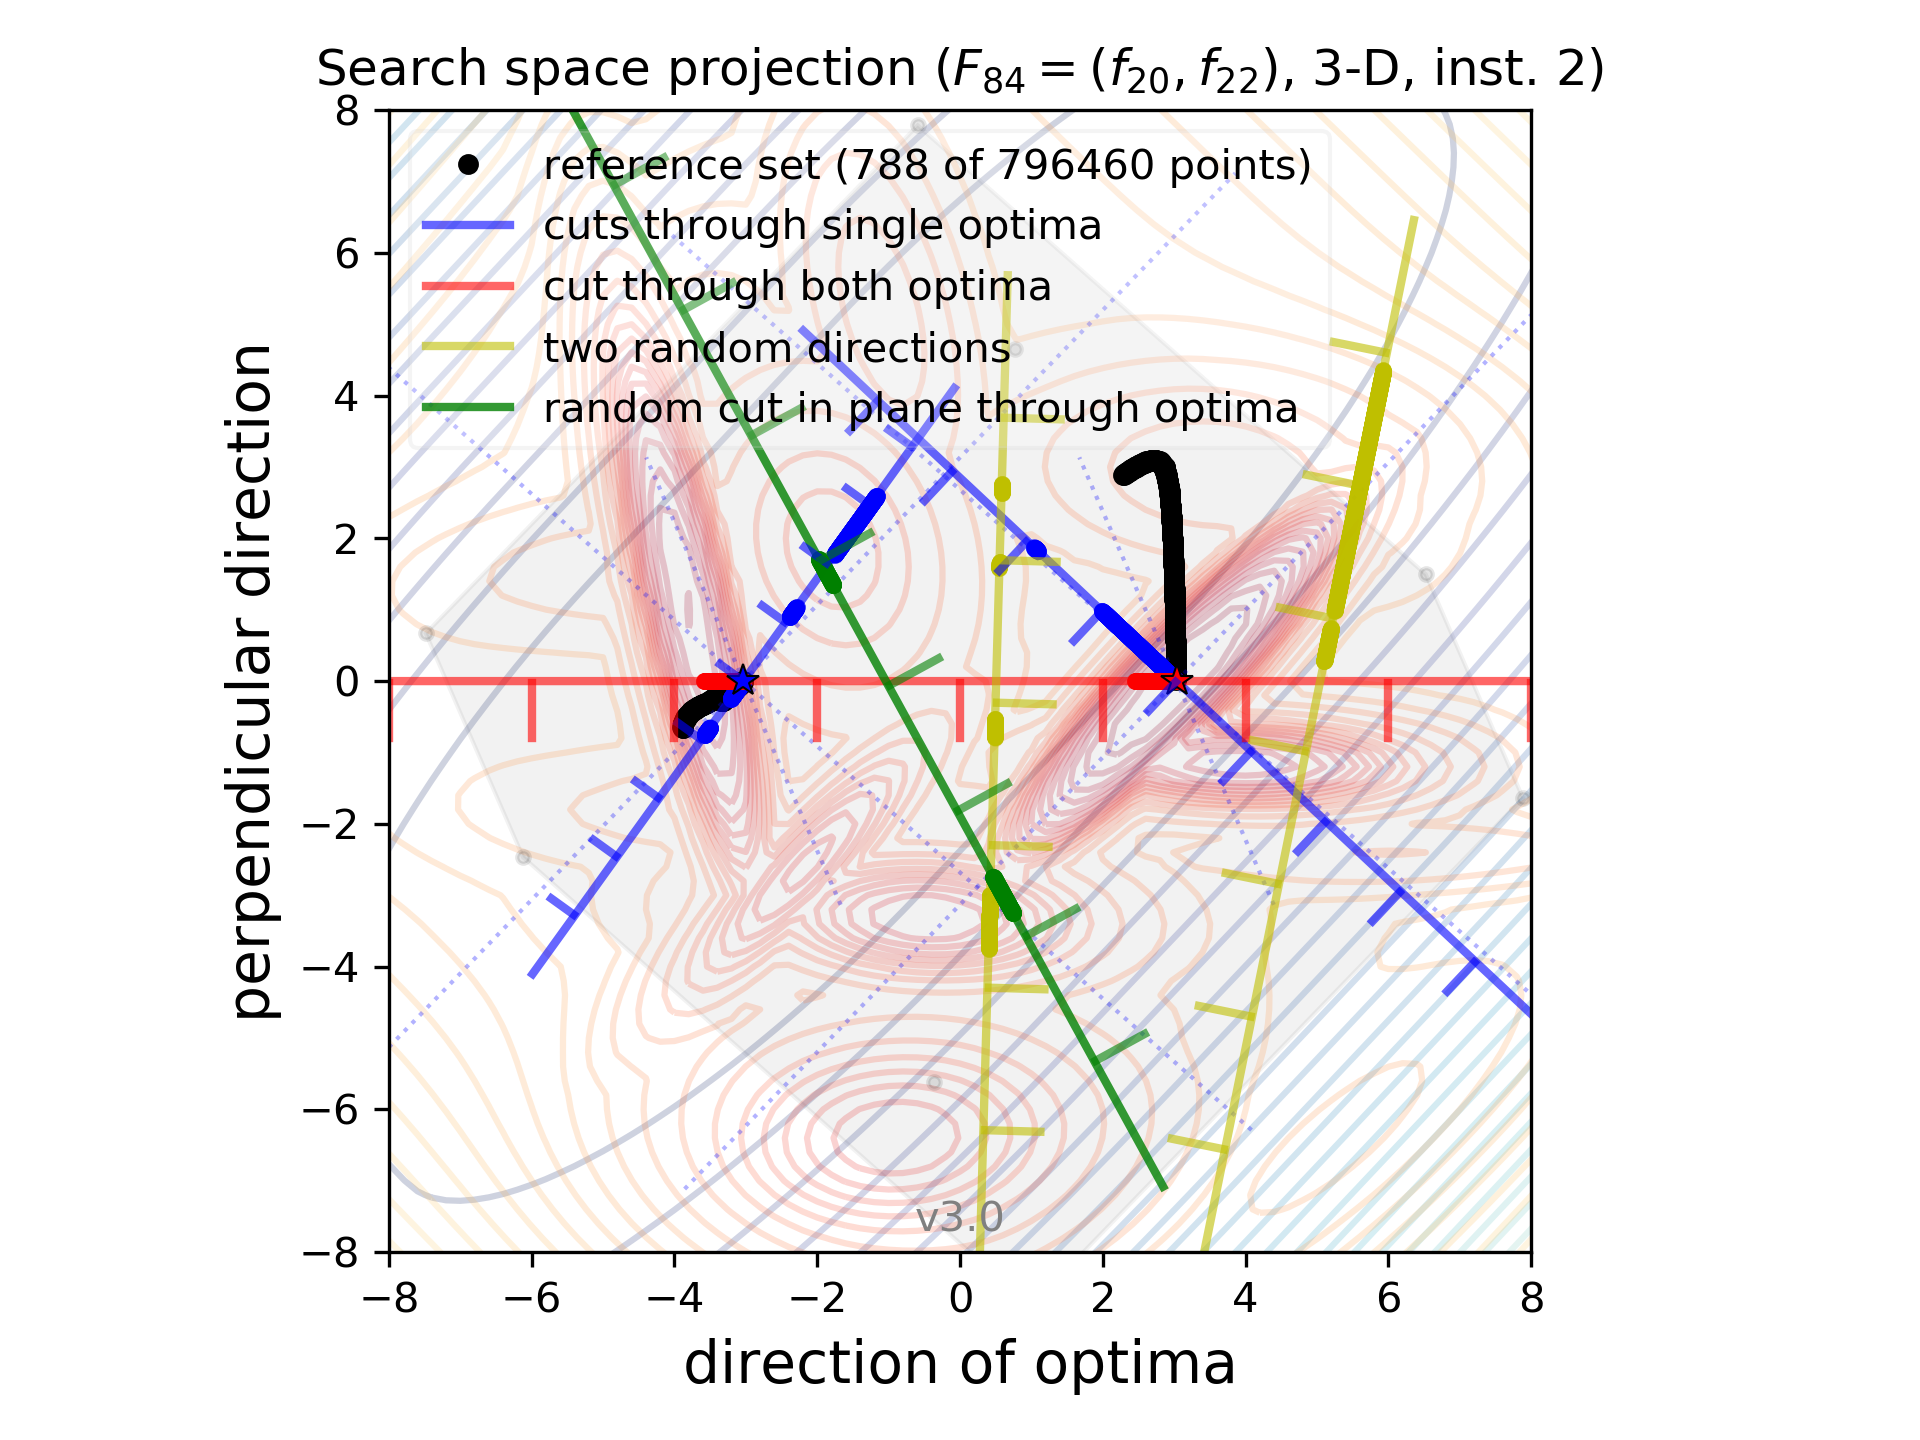 Search space projection (F84 = (f20, f22), 3-D, inst. 2)
reference set (788 of 796460 points)
cuts through single optima
cut through both optima
two random directions
random cut in plane through optima
perpendicular direction
8
6
4
2
0
−2
−4
−6
−8
v3.0
−8 −6 −4 −2 0 2 4 6 8
direction of optima